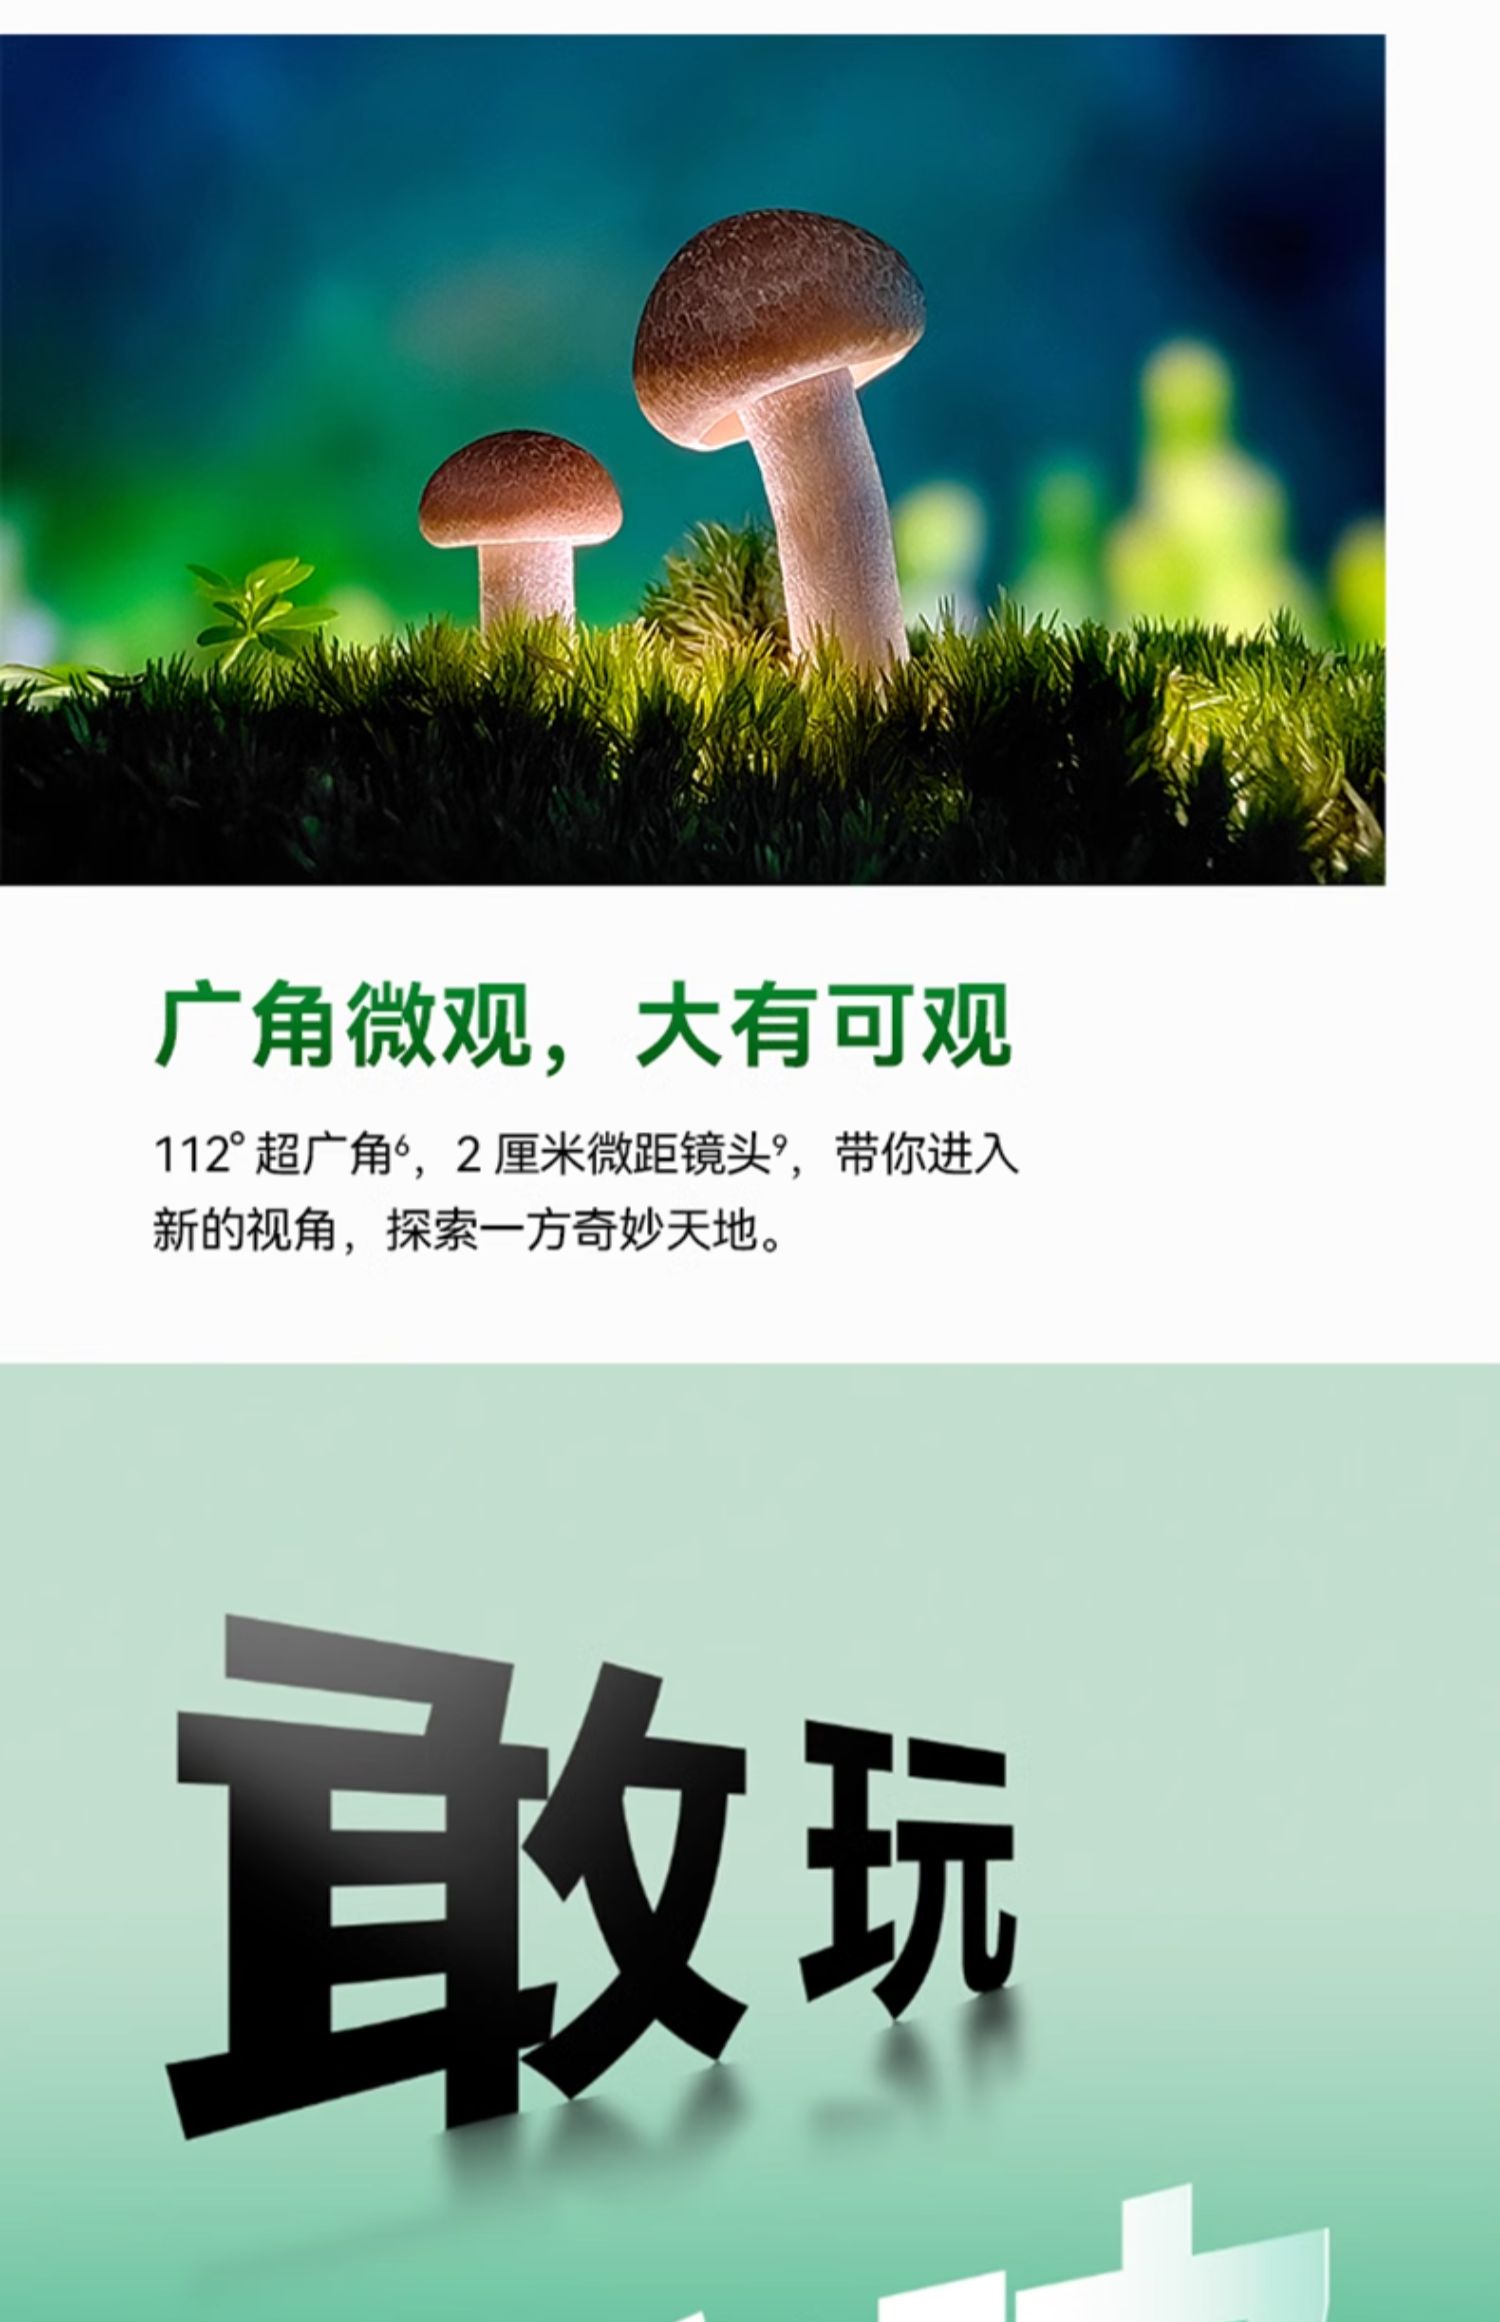 广角微观，大有可观
112° 超广角⁶，2 厘米微距镜头⁹，带你进入
新的视角，探索一方奇妙天地。
敢玩